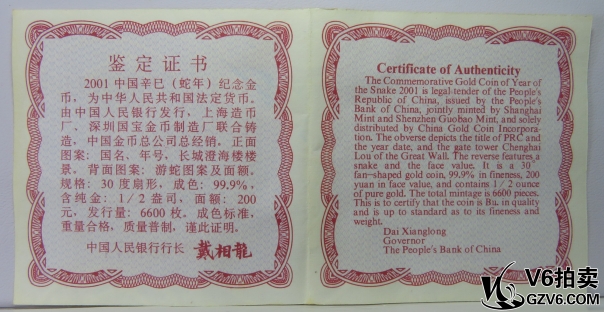 鉴定证书
2001中国辛巳（蛇年）纪念金
币，为中华人民共和国法定货币。
由中国人民银行发行，上海造币
厂、深圳国宝金币制造厂联合铸
造，中国金币总公司总经销。正面
图案：国名、年号，长城澄海楼楼
景。背面图案：游蛇图案及面额。
规格：30度扇形，成色：99.9%，
含纯金：1/2盎司，面额：200
元，发行量：6600枚。成色标准，
重量合格，质量普制，谨此证明。
中国人民银行行长 戴相龍
Certificate of Authenticity
The Commemorative Gold Coin of Year of
the Snake 2001 is legal-tender of the People's
Republic of China, issued by the People's
Bank of China, jointly minted by Shanghai
Mint and Shenzhen Guobao Mint, and solely
distributed by China Gold Coin Incorpora-
tion. The obverse depicts the title of PRC and
the year and date, the gate tower Chenghai
Lou of the Great Wall. The reverse features a
snake and the face value. It is a 30°
fan-shaped gold coin, 99.9% in fineness, 200
yuan in face value, and contains 1/2 ounce
of pure gold. The total mintage is 6600 pieces.
This is to certify that the coin is Bu. in quality
and is up to standard as to its fineness and
weight.
Dai Xianglong
Governor
The People's Bank of China
V6拍卖
GZV6.COM